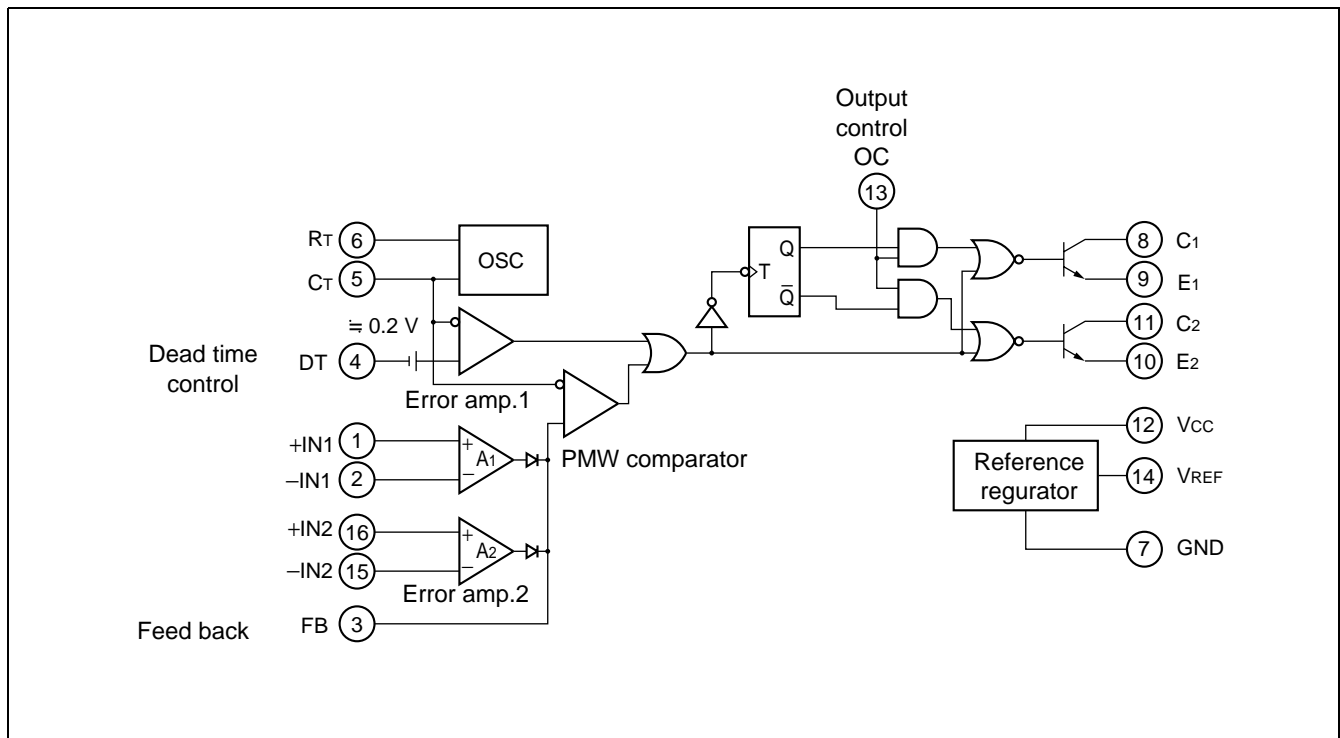 Output
control
OC
13
RT 6
CT 5
OSC
Q
T
Q̅
8 C1
9 E1
11 C2
10 E2
≒ 0.2 V
Dead time
control
DT 4
Error amp.1
+IN1 1
−IN1 2
+ A1 −
PMW comparator
+IN2 16
−IN2 15
+ A2 −
Error amp.2
Feed back FB 3
12 VCC
Reference
regurator
14 VREF
7 GND